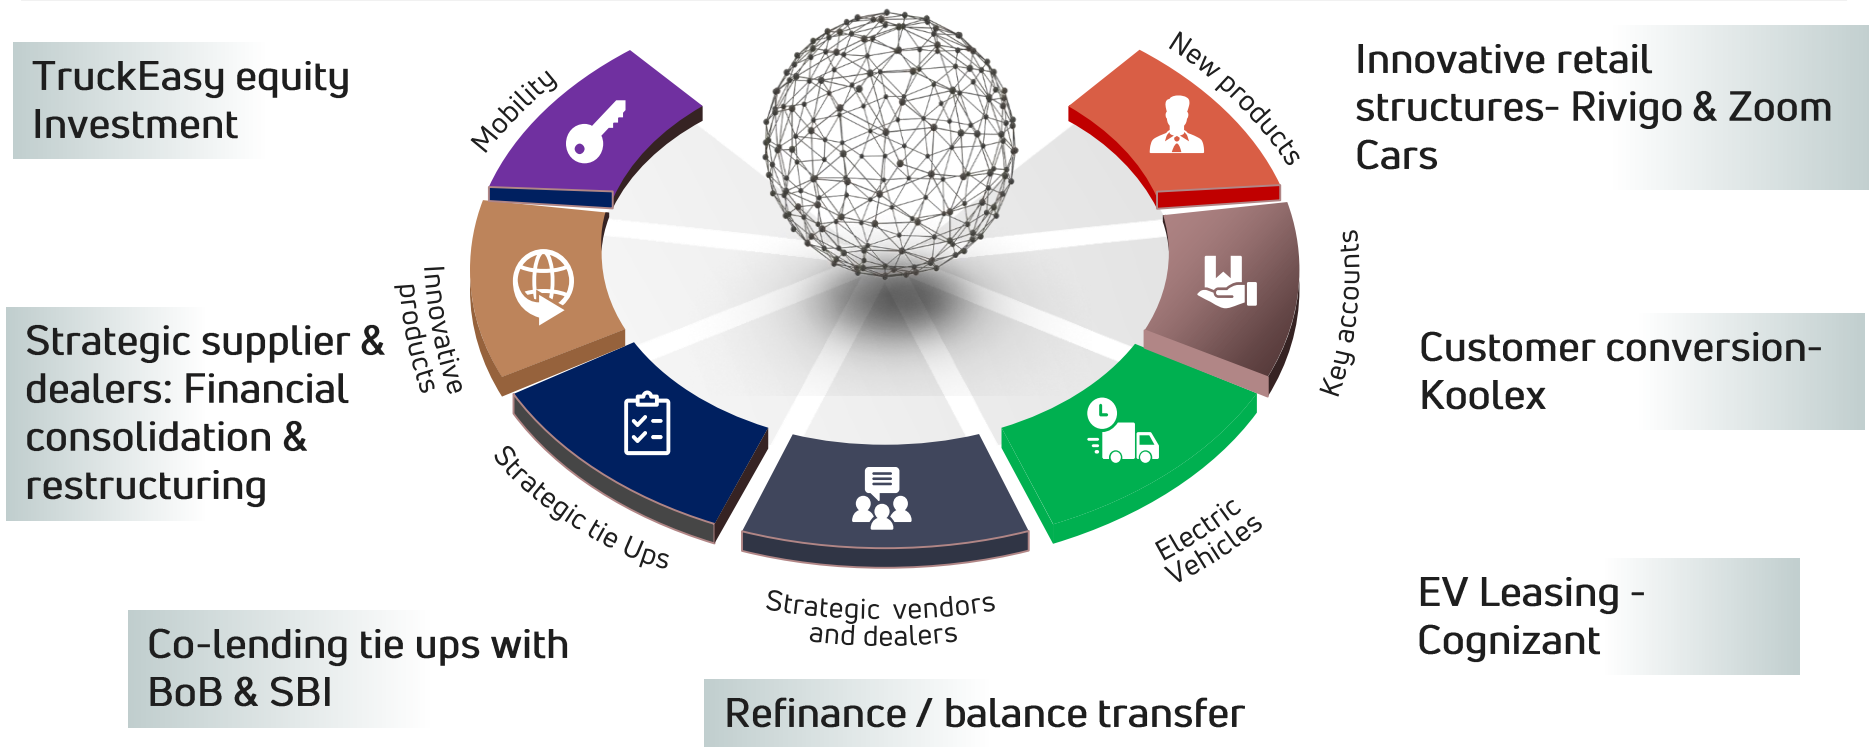 TruckEasy equity
Investment
Mobility
New products
Innovative retail
structures- Rivigo & Zoom
Cars
Strategic supplier &
dealers: Financial
consolidation &
restructuring
Innovative
products
Key accounts
Customer conversion-
Koolex
Strategic tie Ups
Electric
Vehicles
Strategic vendors
and dealers
EV Leasing -
Cognizant
Co-lending tie ups with
BoB & SBI
Refinance / balance transfer